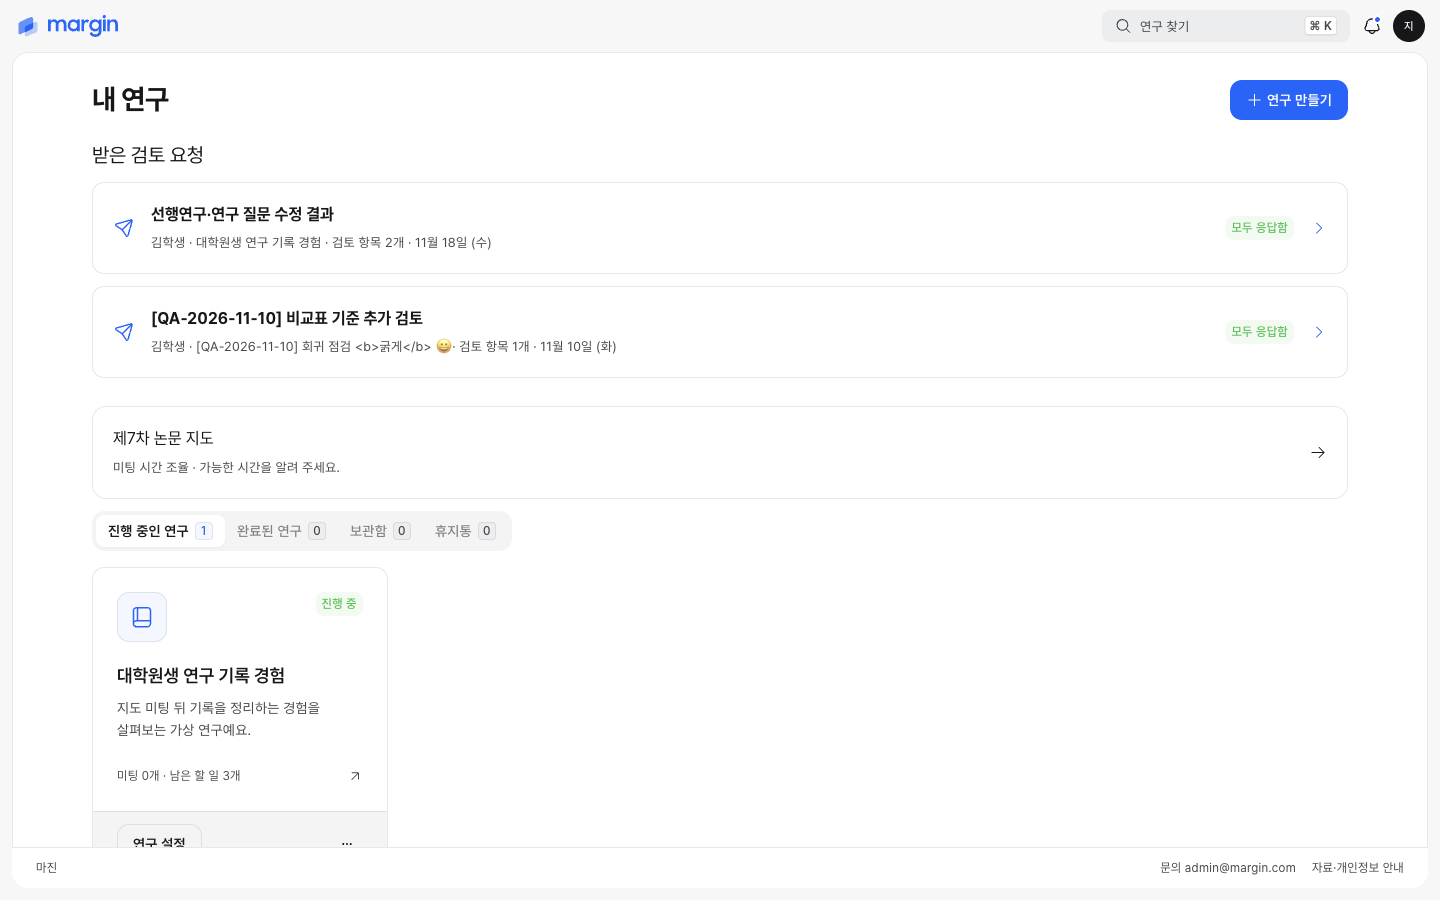 margin
연구 찾기
⌘ K
지
내 연구
연구 만들기
받은 검토 요청
선행연구·연구 질문 수정 결과
김학생 · 대학원생 연구 기록 경험 · 검토 항목 2개 · 11월 18일 (수)
모두 응답함
[QA-2026-11-10] 비교표 기준 추가 검토
김학생 · [QA-2026-11-10] 회귀 점검 <b>굵게</b> 😀· 검토 항목 1개 · 11월 10일 (화)
모두 응답함
제7차 논문 지도
미팅 시간 조율 · 가능한 시간을 알려 주세요.
진행 중인 연구 1 완료된 연구 0 보관함 0 휴지통 0
진행 중
대학원생 연구 기록 경험
지도 미팅 뒤 기록을 정리하는 경험을
살펴보는 가상 연구예요.
미팅 0개 · 남은 할 일 3개
연구 설정
마진
문의 admin@margin.com 자료·개인정보 안내